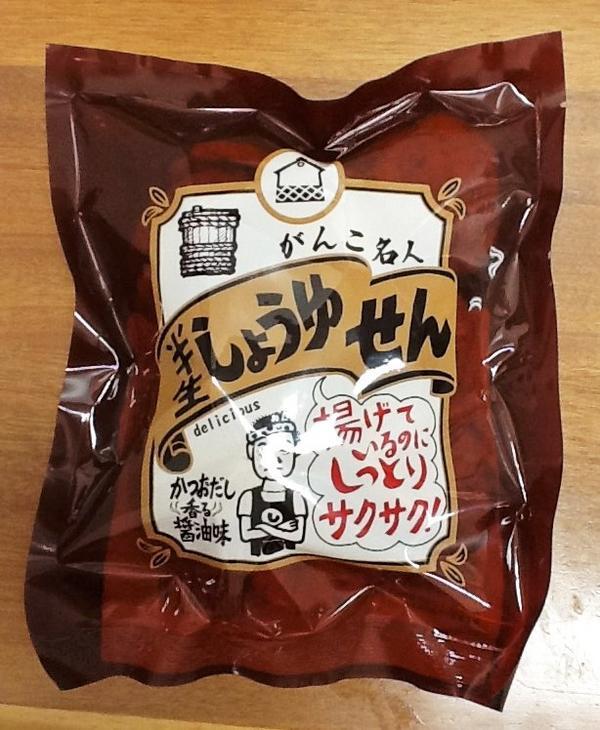 がんこ名人
半生しょうゆせん
delicious
揚げて
いるのに
しっとり
サクサク!
かつおだし
香る
醤油味